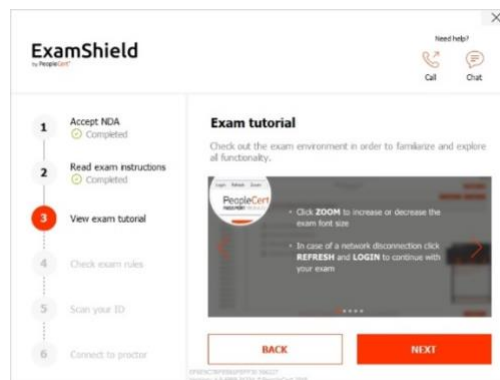 Need help?
ExamShield
by PeopleCert
Call
Chat
1
Accept NDA
Completed
2
Read exam instructions
Completed
3
View exam tutorial
4
Check exam rules
5
Scan your ID
6
Connect to proctor
Exam tutorial
Check out the exam environment in order to familiarize and explore
all functionality.
Login Refresh Zoom
PeopleCert
• Click ZOOM to increase or decrease the
exam font size
• In case of a network disconnection click
REFRESH and LOGIN to continue with
your exam
BACK
NEXT